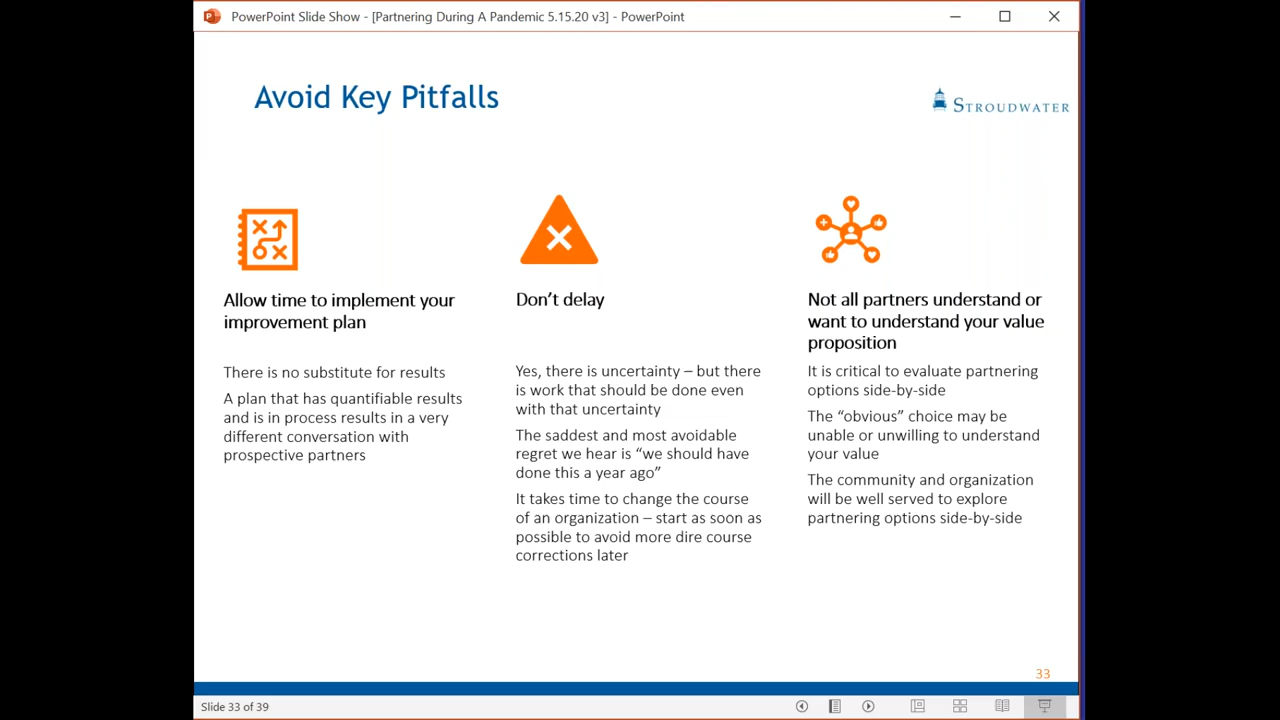 PowerPoint Slide Show - [Partnering During A Pandemic 5.15.20 v3] - PowerPoint
Avoid Key Pitfalls
STROUDWATER
Allow time to implement your
improvement plan
There is no substitute for results
A plan that has quantifiable results
and is in process results in a very
different conversation with
prospective partners
Don’t delay
Yes, there is uncertainty – but there
is work that should be done even
with that uncertainty
The saddest and most avoidable
regret we hear is “we should have
done this a year ago”
It takes time to change the course
of an organization – start as soon as
possible to avoid more dire course
corrections later
Not all partners understand or
want to understand your value
proposition
It is critical to evaluate partnering
options side-by-side
The “obvious” choice may be
unable or unwilling to understand
your value
The community and organization
will be well served to explore
partnering options side-by-side
33
Slide 33 of 39